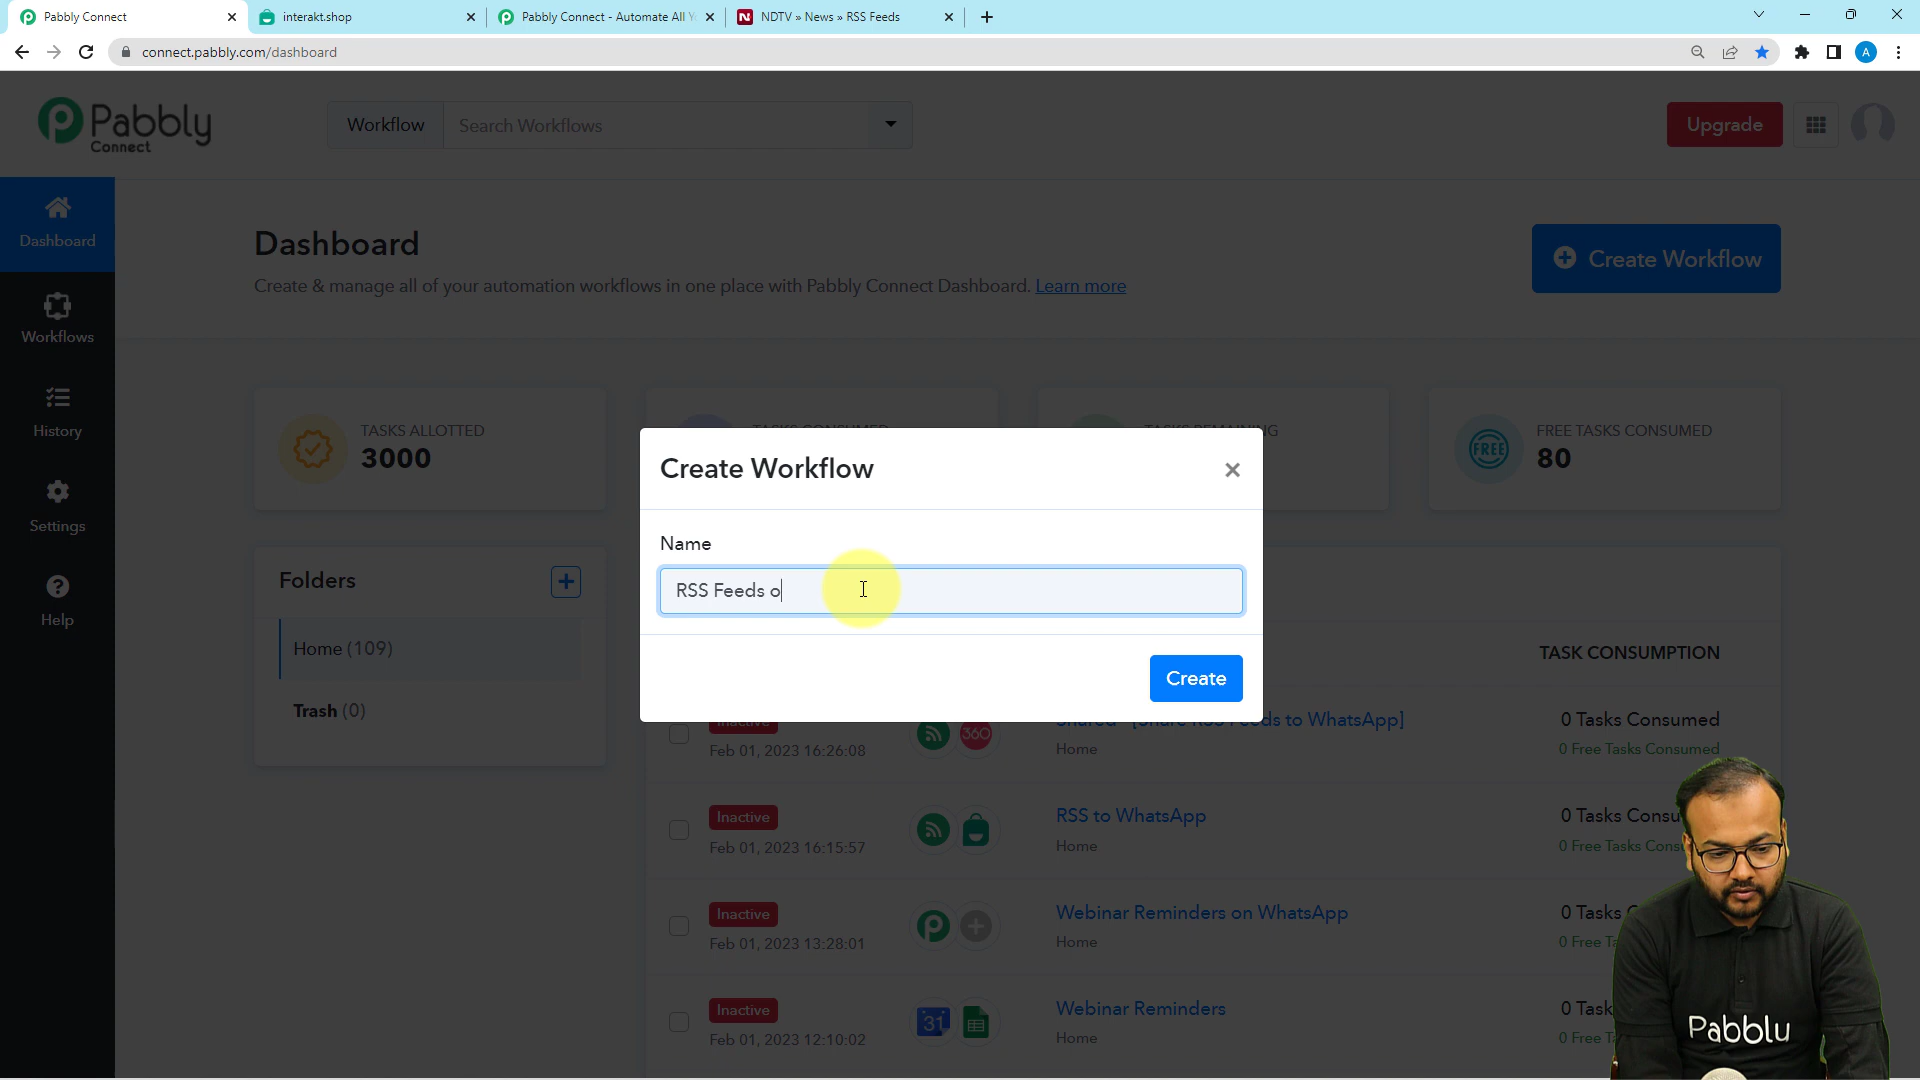 Pabbly Connect
interakt.shop
Pabbly Connect - Automate All Y
NDTV » News » RSS Feeds
connect.pabbly.com/dashboard
A
Pabbly
Connect
Workflow
Search Workflows
Upgrade
Dashboard
Workflows
History
Settings
Help
Dashboard
Create & manage all of your automation workflows in one place with Pabbly Connect Dashboard. Learn more
Create Workflow
TASKS ALLOTTED
3000
TASKS CONSUMED
TASKS REMAINING
FREE
FREE TASKS CONSUMED
80
Create Workflow
Name
RSS Feeds o
Create
Folders
Home (109)
Trash (0)
TASK CONSUMPTION
Inactive
Feb 01, 2023 16:26:08
360
Shared - [Share RSS Feeds to WhatsApp]
Home
0 Tasks Consumed
0 Free Tasks Consumed
Inactive
Feb 01, 2023 16:15:57
RSS to WhatsApp
Home
0 Tasks Consu
0 Free Tasks Cons
Inactive
Feb 01, 2023 13:28:01
Webinar Reminders on WhatsApp
Home
0 Tasks
0 Free Ta
Inactive
Feb 01, 2023 12:10:02
31
Webinar Reminders
Home
0 Task
0 Free T
Pabbly